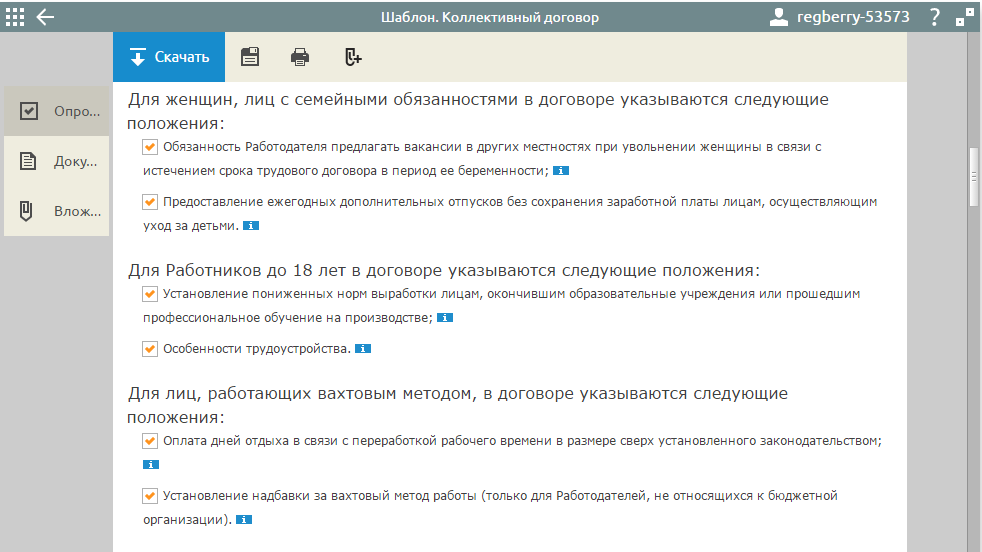 Шаблон. Коллективный договор
regberry-53573
?
Скачать
Опро...
Доку...
Влож...
Для женщин, лиц с семейными обязанностями в договоре указываются следующие
положения:
Обязанность Работодателя предлагать вакансии в других местностях при увольнении женщины в связи с
истечением срока трудового договора в период ее беременности; i
Предоставление ежегодных дополнительных отпусков без сохранения заработной платы лицам, осуществляющим
уход за детьми. i
Для Работников до 18 лет в договоре указываются следующие положения:
Установление пониженных норм выработки лицам, окончившим образовательные учреждения или прошедшим
профессиональное обучение на производстве; i
Особенности трудоустройства. i
Для лиц, работающих вахтовым методом, в договоре указываются следующие
положения:
Оплата дней отдыха в связи с переработкой рабочего времени в размере сверх установленного законодательством;
i
Установление надбавки за вахтовый метод работы (только для Работодателей, не относящихся к бюджетной
организации). i